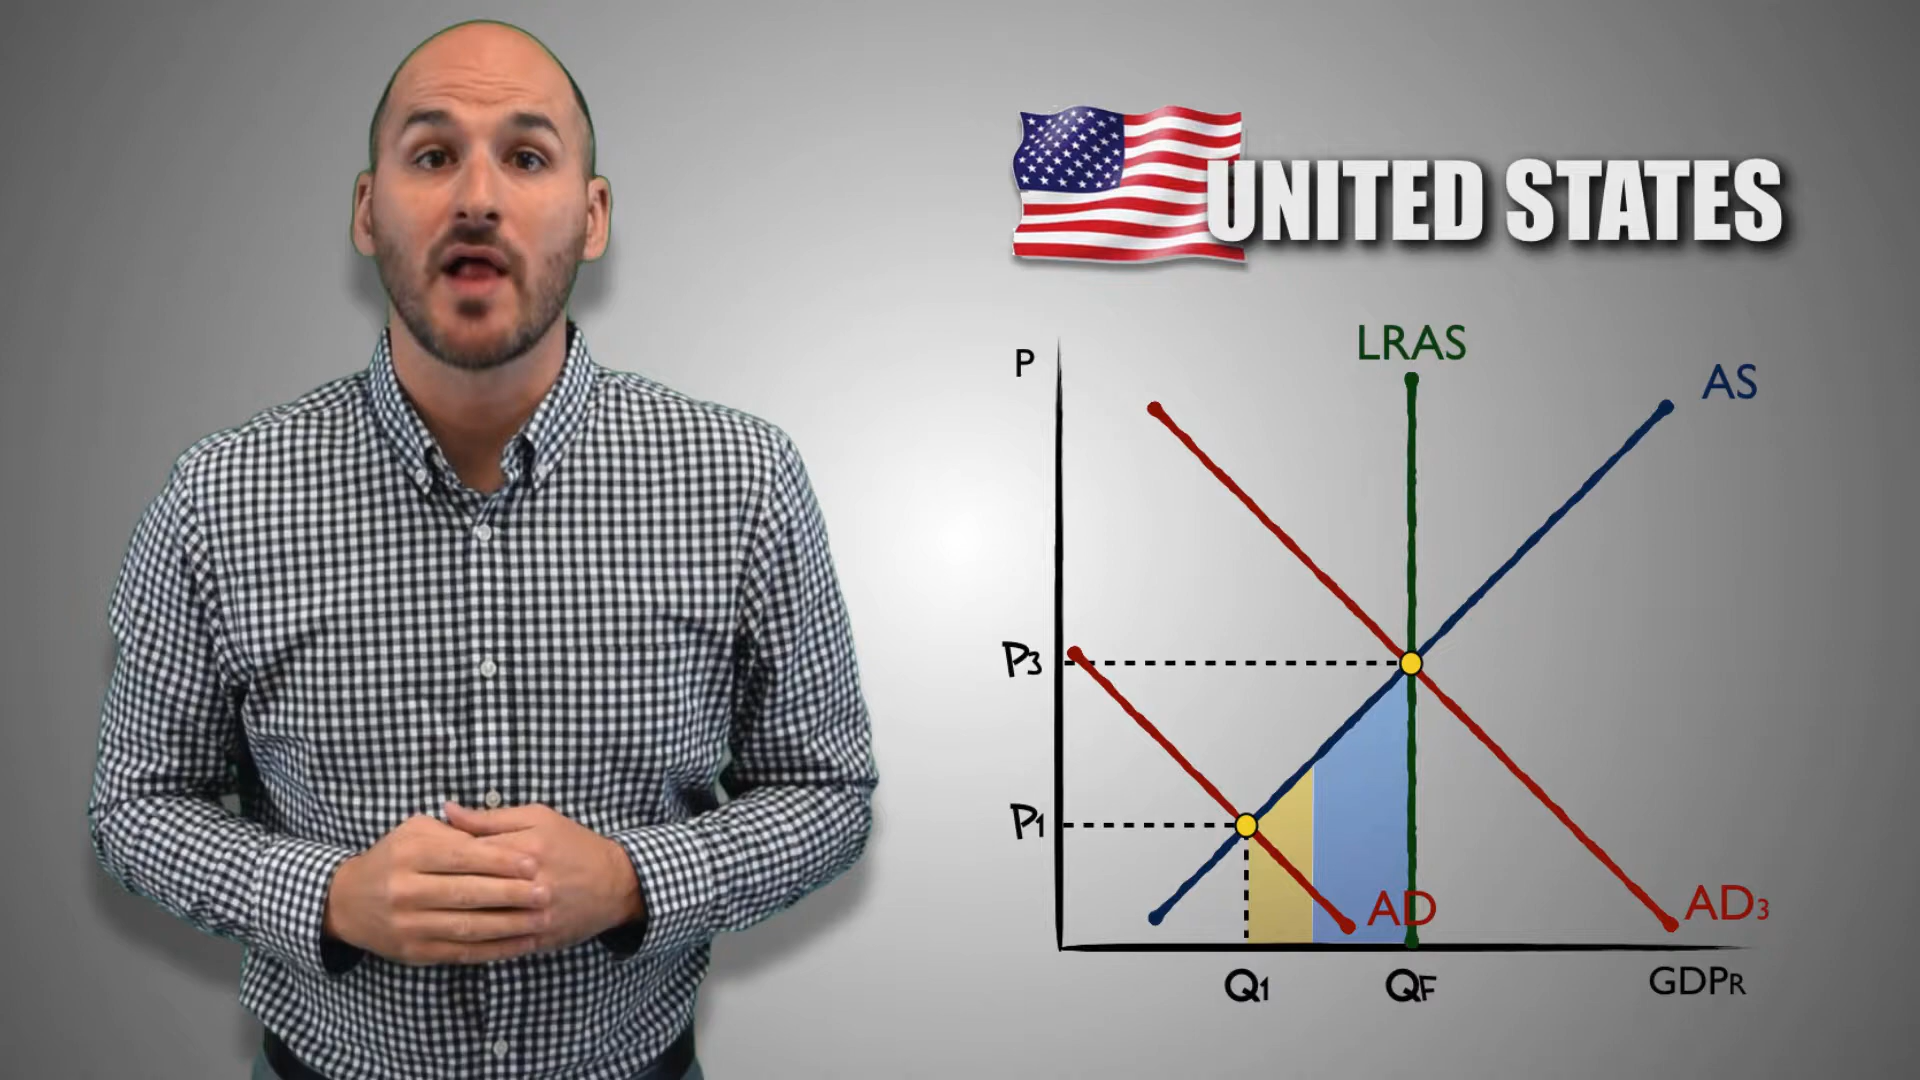 UNITED STATES
LRAS
P
AS
P3
P1
AD
AD3
Q1
QF
GDPR